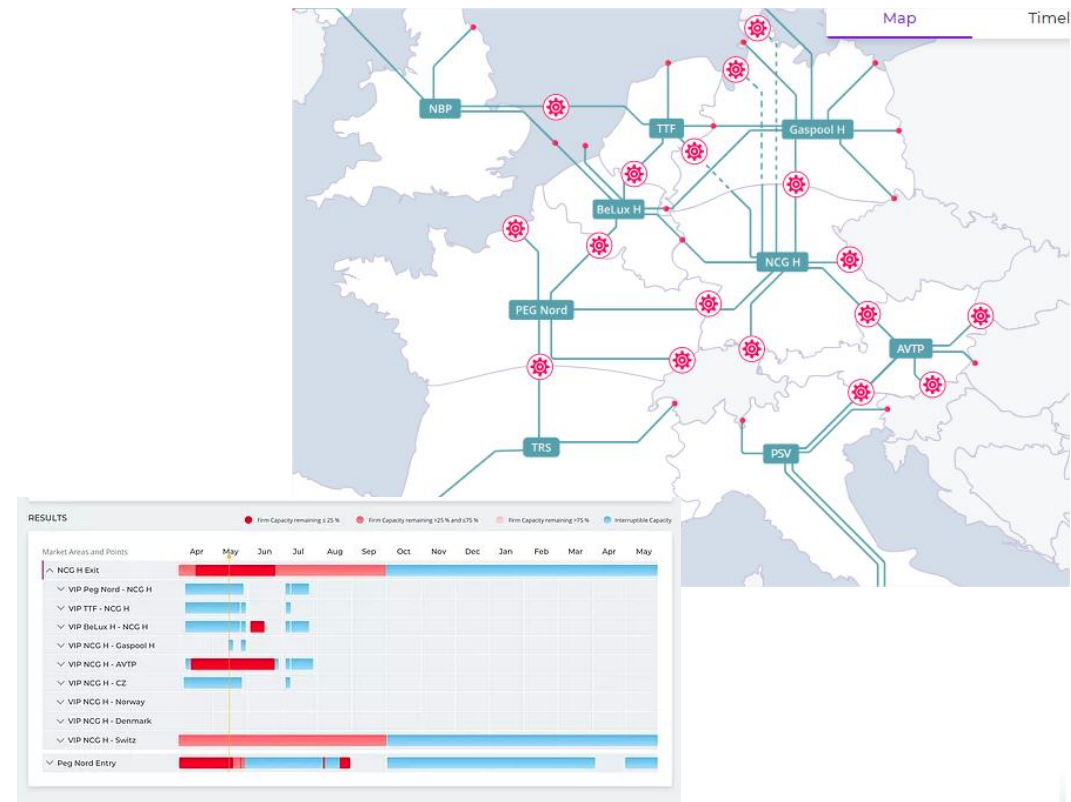 Map Timel
NBP
TTF
Gaspool H
BeLux H
NCG H
PEG Nord
AVTP
TRS
PSV
RESULTS
Firm Capacity remaining ≤ 25 % Firm Capacity remaining >25 % and ≤75 % Firm Capacity remaining >75 % Interruptible Capacity
Market Areas and Points Apr May Jun Jul Aug Sep Oct Nov Dec Jan Feb Mar Apr May
NCG H Exit
VIP Peg Nord - NCG H
VIP TTF - NCG H
VIP BeLux H - NCG H
VIP NCG H - Gaspool H
VIP NCG H - AVTP
VIP NCG H - CZ
VIP NCG H - Norway
VIP NCG H - Denmark
VIP NCG H - Switz
Peg Nord Entry